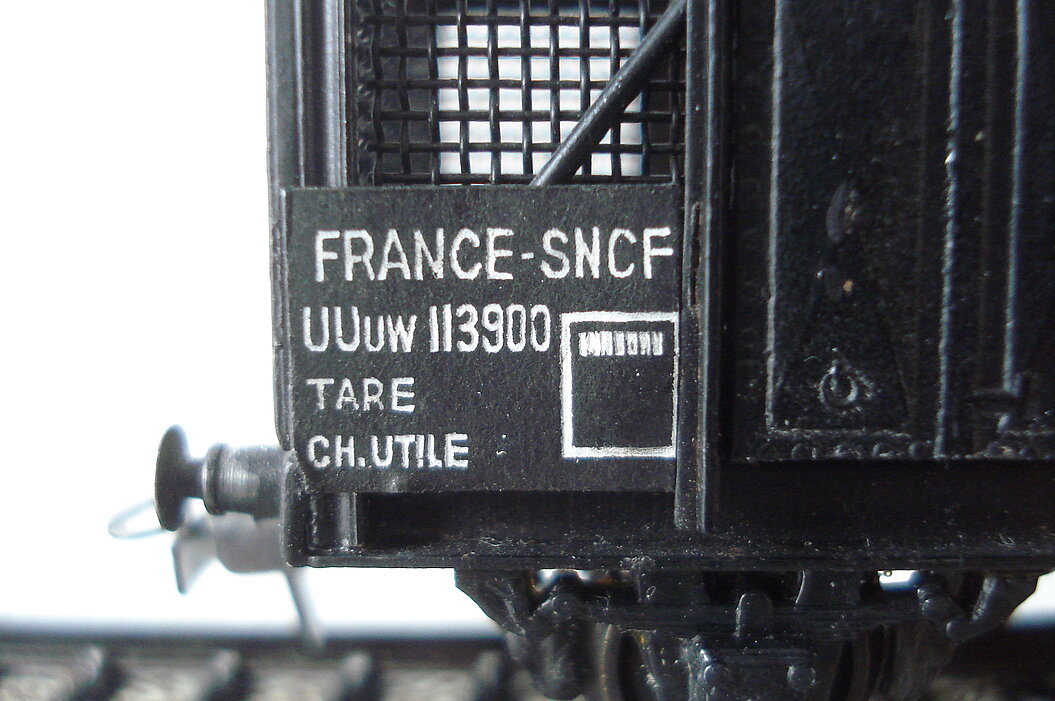 FRANCE-SNCF
UUuw 113900
TARE
CH.UTILE